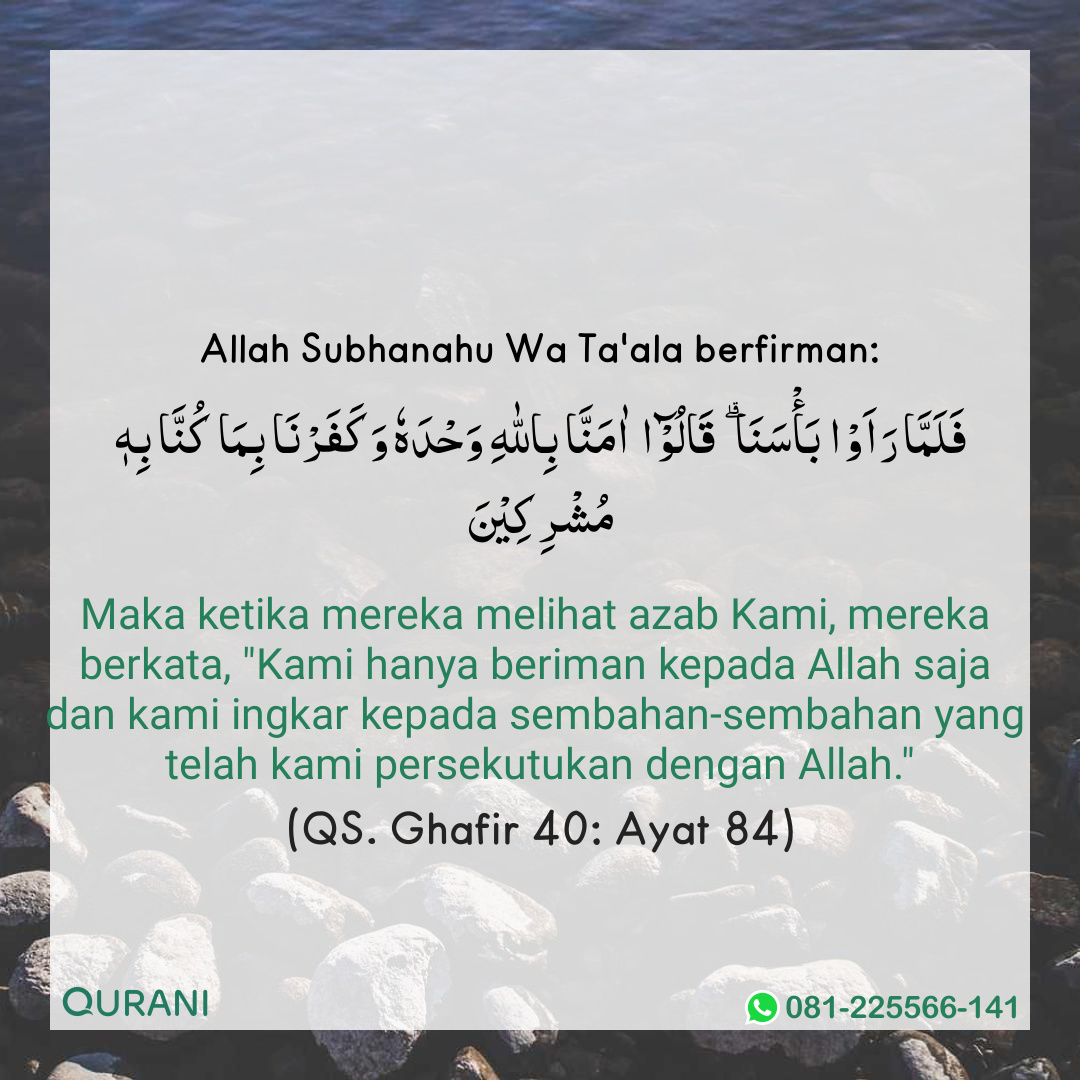 Allah Subhanahu Wa Ta'ala berfirman:
فَلَمَّا رَاَوْا بَأْسَنَا ۗ قَالُوْۤا اٰمَنَّا بِاللّٰهِ وَحْدَهٗ وَكَفَرْنَا بِمَا كُنَّا بِهٖ
مُشْرِكِيْنَ
Maka ketika mereka melihat azab Kami, mereka
berkata, "Kami hanya beriman kepada Allah saja
dan kami ingkar kepada sembahan-sembahan yang
telah kami persekutukan dengan Allah."
(QS. Ghafir 40: Ayat 84)
QURANI
081-225566-141